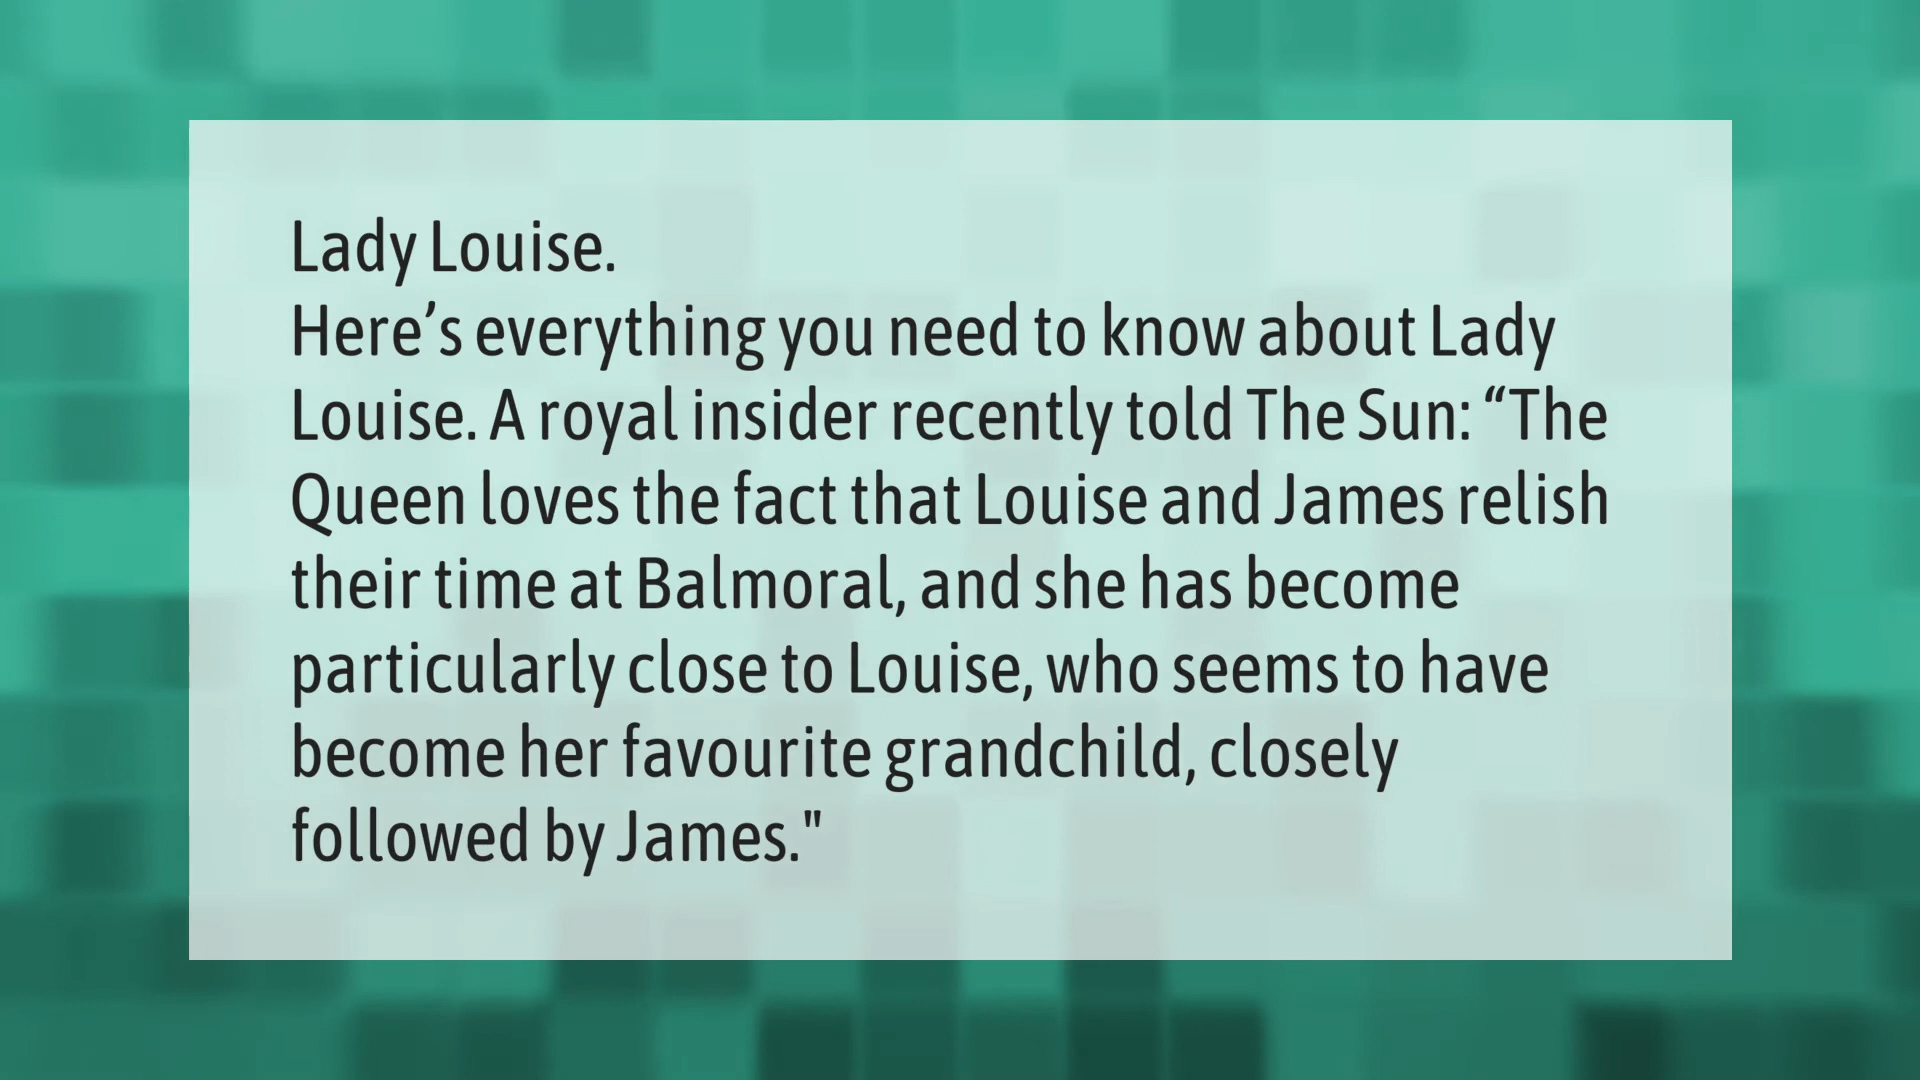 Lady Louise.
Here’s everything you need to know about Lady
Louise. A royal insider recently told The Sun: “The
Queen loves the fact that Louise and James relish
their time at Balmoral, and she has become
particularly close to Louise, who seems to have
become her favourite grandchild, closely
followed by James."